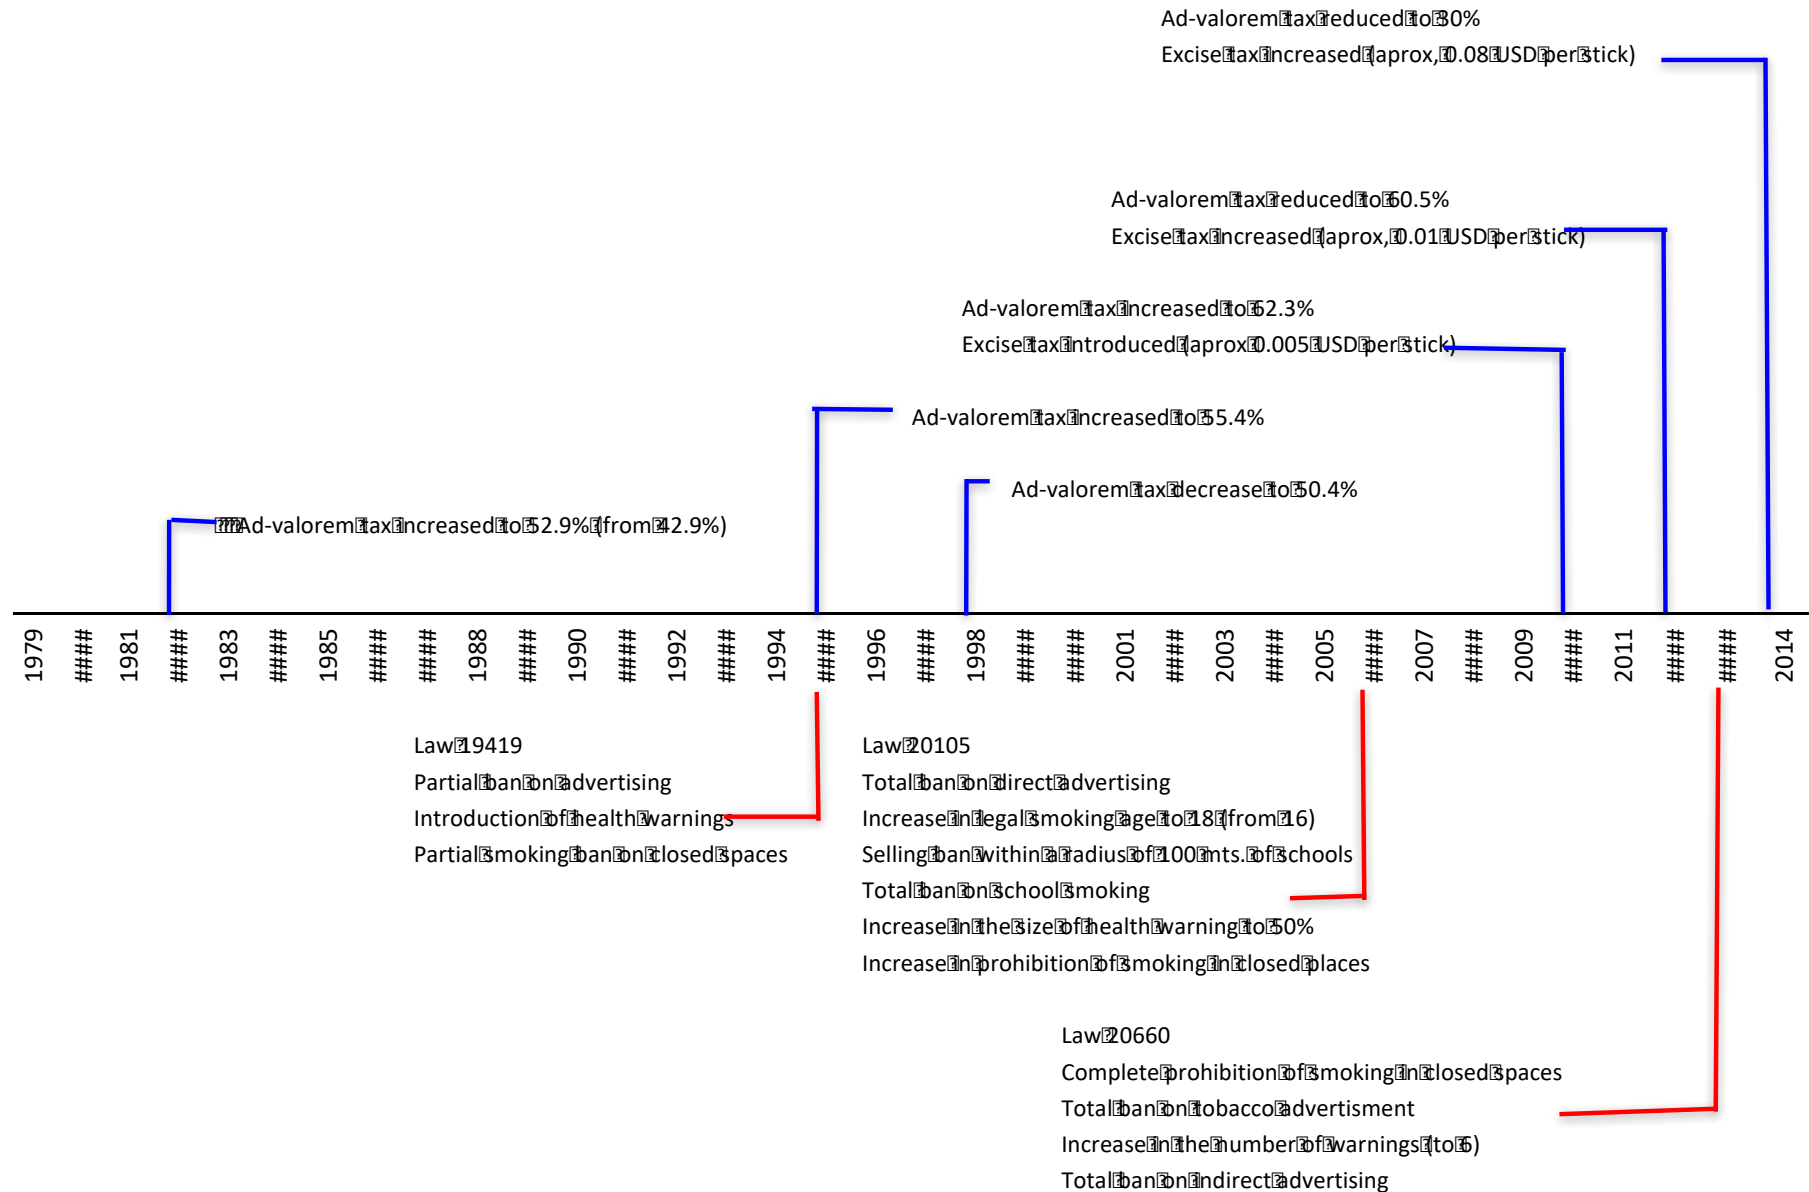 Ad-valorem tax reduced to 30%
Excise tax increased (aprox, 0.08 USD per stick)
Ad-valorem tax reduced to 60.5%
Excise tax increased (aprox, 0.01 USD per stick)
Ad-valorem tax increased to 62.3%
Excise tax introduced (aprox 0.005 USD per stick)
Ad-valorem tax increased to 55.4%
Ad-valorem tax decrease to 50.4%
Ad-valorem tax increased to 52.9% (from 42.9%)
1979
####
1981
####
1983
####
1985
####
####
1988
####
1990
####
1992
####
1994
####
1996
####
1998
####
####
2001
####
2003
####
2005
####
2007
####
2009
####
2011
####
####
2014
Law 19419
Partial ban on advertising
Introduction of health warnings
Partial smoking ban on closed spaces
Law 20105
Total ban on direct advertising
Increase in legal smoking age to 18 (from 16)
Selling ban within a radius of 100 mts. of schools
Total ban on school smoking
Increase in the size of health warning to 50%
Increase in prohibition of smoking in closed places
Law 20660
Complete prohibition of smoking in closed spaces
Total ban on tobacco advertisment
Increase in the number of warnings (to 6)
Total ban on indirect advertising